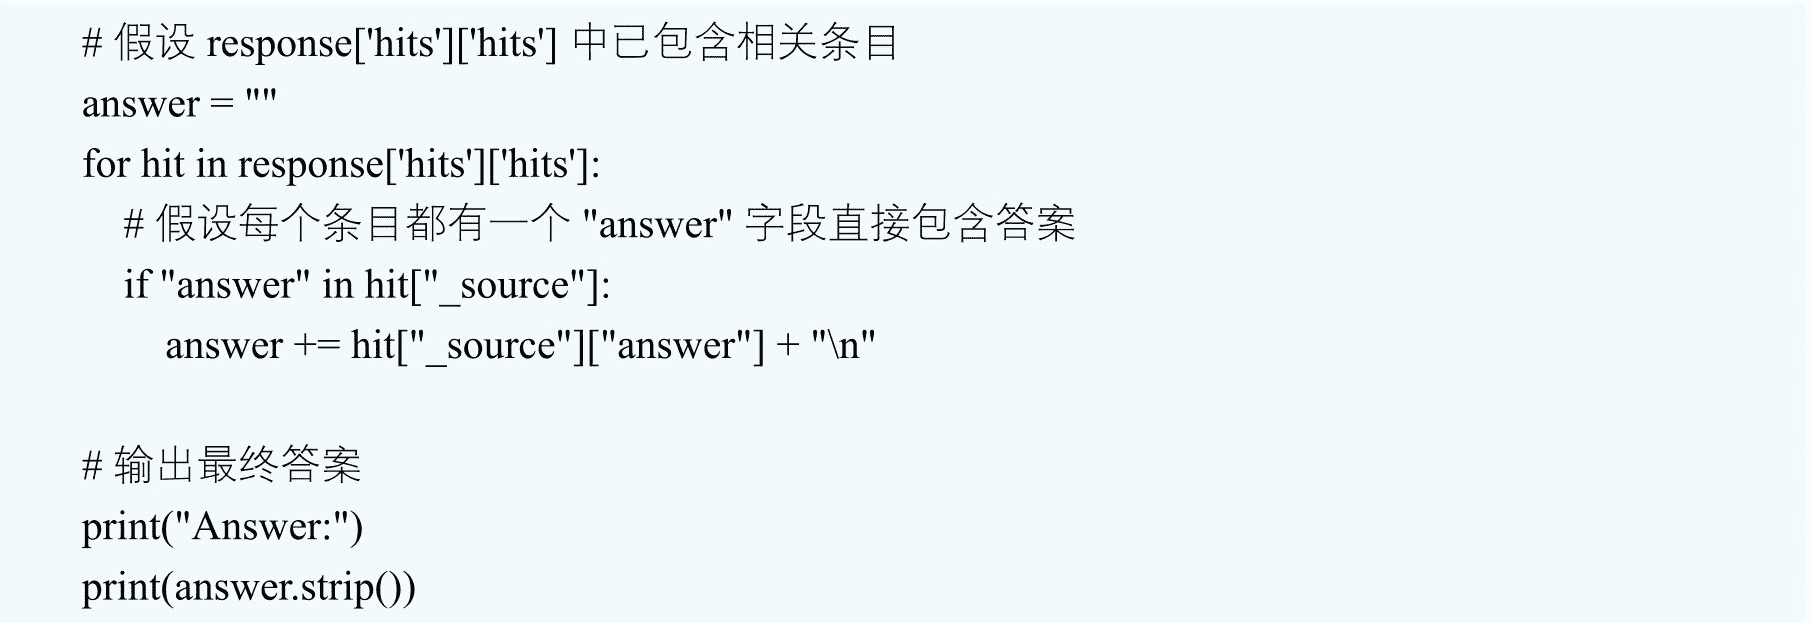 # 假设 response['hits']['hits'] 中已包含相关条目
answer = ""
for hit in response['hits']['hits']:
    # 假设每个条目都有一个 "answer" 字段直接包含答案
    if "answer" in hit["_source"]:
        answer += hit["_source"]["answer"] + "\n"

# 输出最终答案
print("Answer:")
print(answer.strip())